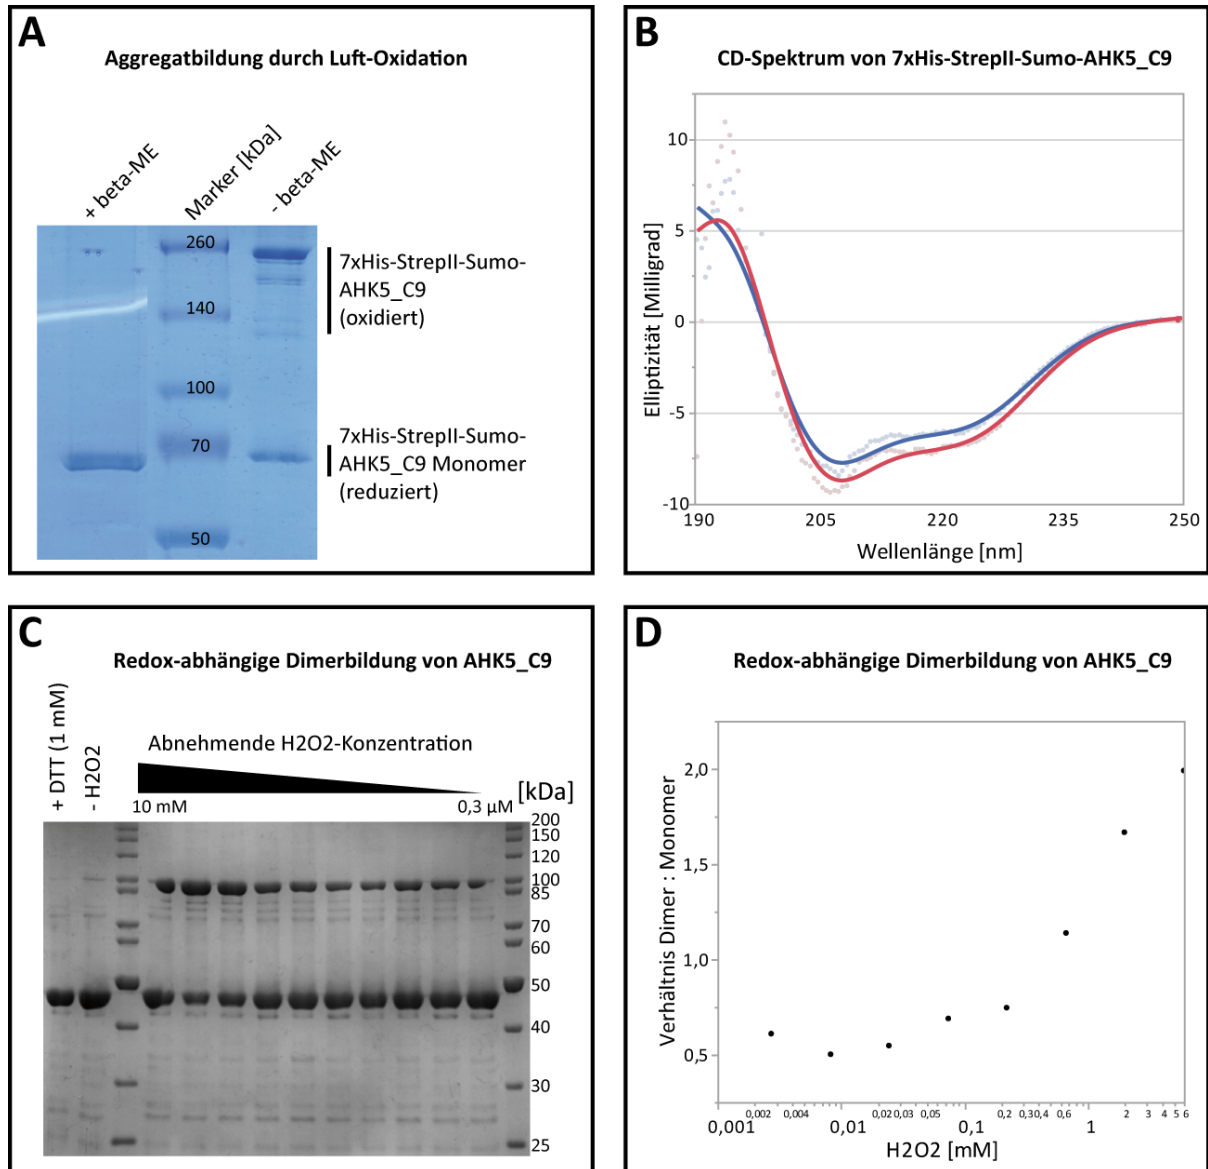 A
Aggregatbildung durch Luft-Oxidation
+ beta-ME
Marker [kDa]
- beta-ME
260
140
100
70
50
7xHis-StrepII-Sumo-
AHK5_C9
(oxidiert)
7xHis-StrepII-Sumo-
AHK5_C9 Monomer
(reduziert)
B
CD-Spektrum von 7xHis-StrepII-Sumo-AHK5_C9
Elliptizität [Milligrad]
10
5
0
-5
-10
190 205 220 235 250
Wellenlänge [nm]
C
Redox-abhängige Dimerbildung von AHK5_C9
+ DTT (1 mM)
- H2O2
Abnehmende H2O2-Konzentration
10 mM 0,3 µM
[kDa]
200
150
120
100
85
70
60
50
40
30
25
D
Redox-abhängige Dimerbildung von AHK5_C9
Verhältnis Dimer : Monomer
2,0
1,5
1,0
0,5
0,002 0,004 0,02 0,03 0,05 0,2 0,3 0,4 0,6 2 3 4 5 6
0,001 0,01 0,1 1
H2O2 [mM]